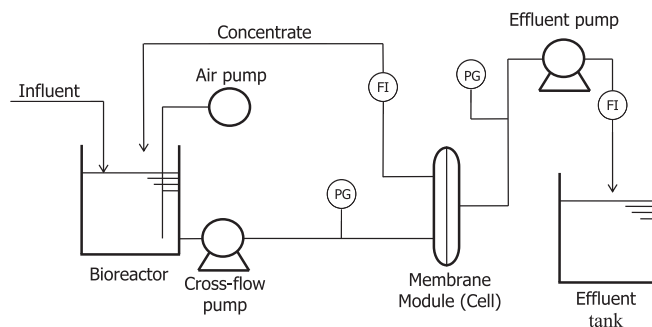 Effluent pump
Concentrate
Air pump
PG
FI
FI
Influent
PG
Bioreactor
Cross-flow
pump
Membrane
Module (Cell)
Effluent
tank